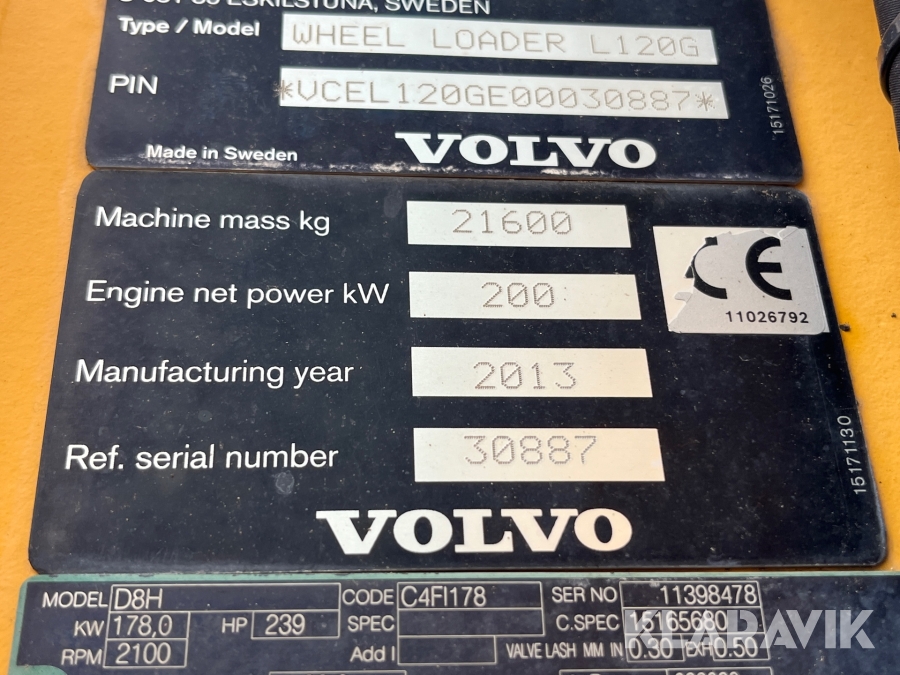 ESKILSTUNA, SWEDEN
Type / Model WHEEL LOADER L120G
PIN *VCEL120GE00030887*
15171026
Made in Sweden VOLVO
Machine mass kg 21600
CE
Engine net power kW 200
11026792
Manufacturing year 2013
Ref. serial number 30887
15171130
VOLVO
MODEL D8H CODE C4FI178 SER NO 11398478
KW 178,0 HP 239 SPEC C.SPEC 15165680
RPM 2100 Add I VALVE LASH MM IN 0.30 EXH 0.50
KLARAVIK